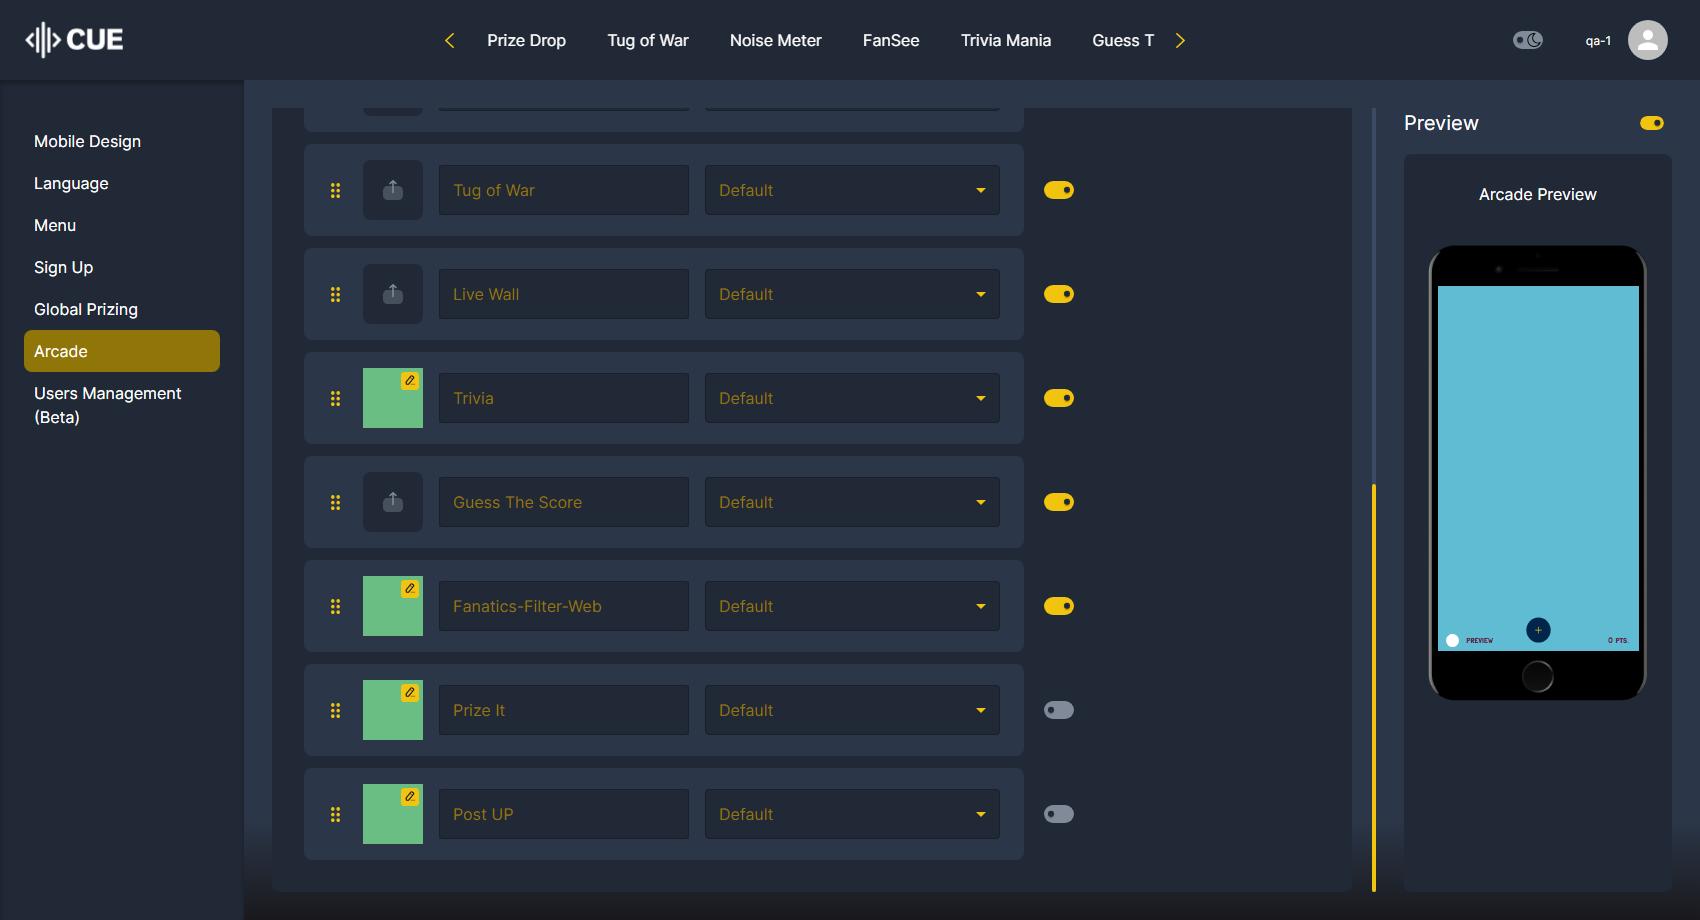 CUE
Prize Drop
Tug of War
Noise Meter
FanSee
Trivia Mania
Guess T
qa-1
Mobile Design
Language
Menu
Sign Up
Global Prizing
Arcade
Users Management
(Beta)
Tug of War
Default
Live Wall
Default
Trivia
Default
Guess The Score
Default
Fanatics-Filter-Web
Default
Prize It
Default
Post UP
Default
Preview
Arcade Preview
PREVIEW
0 PTS.